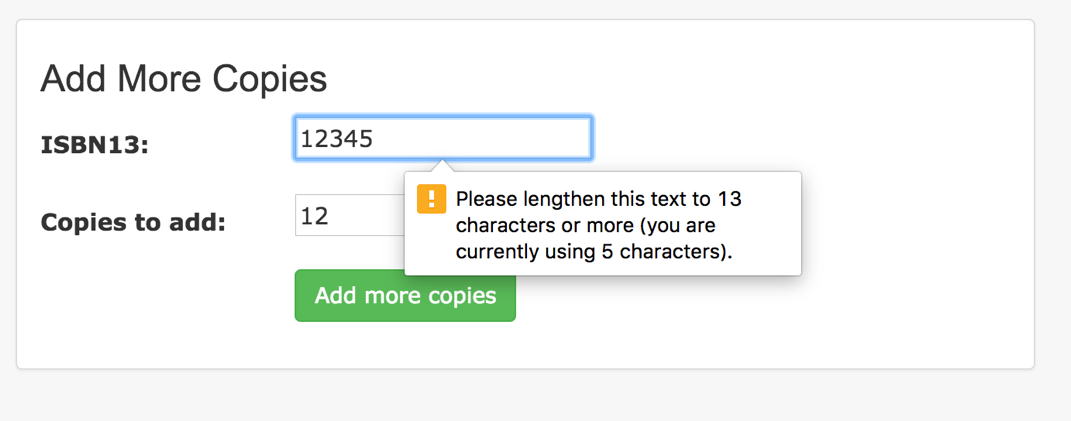 Add More Copies
ISBN13:
12345
Please lengthen this text to 13
characters or more (you are
currently using 5 characters).
Copies to add:
12
Add more copies